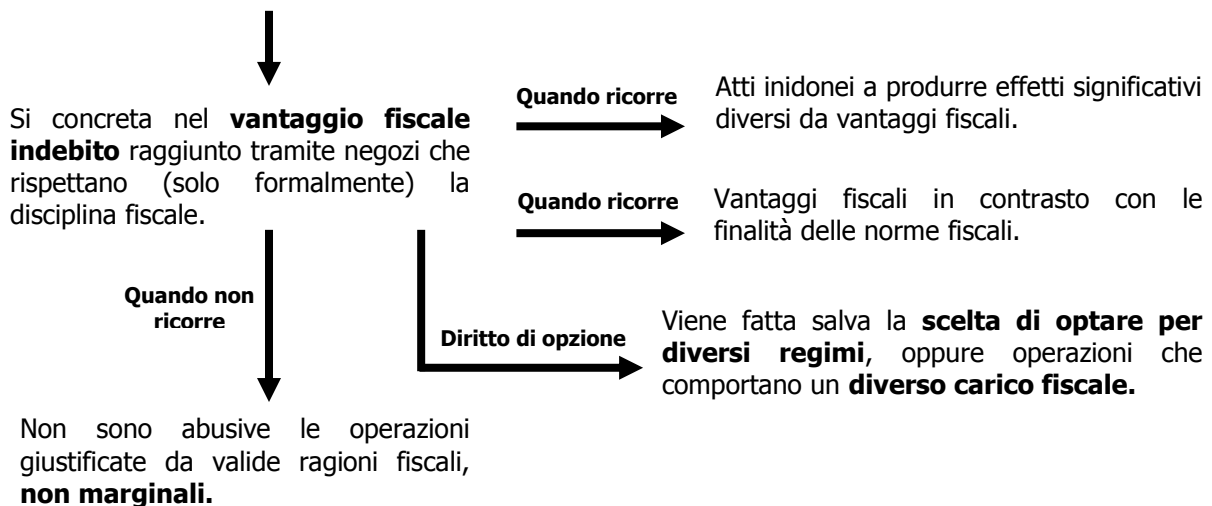 Si concreta nel vantaggio fiscale
indebito raggiunto tramite negozi che
rispettano (solo formalmente) la
disciplina fiscale.
Quando ricorre
Atti inidonei a produrre effetti significativi
diversi da vantaggi fiscali.
Quando ricorre
Vantaggi fiscali in contrasto con le
finalità delle norme fiscali.
Quando non
ricorre
Diritto di opzione
Viene fatta salva la scelta di optare per
diversi regimi, oppure operazioni che
comportano un diverso carico fiscale.
Non sono abusive le operazioni
giustificate da valide ragioni fiscali,
non marginali.